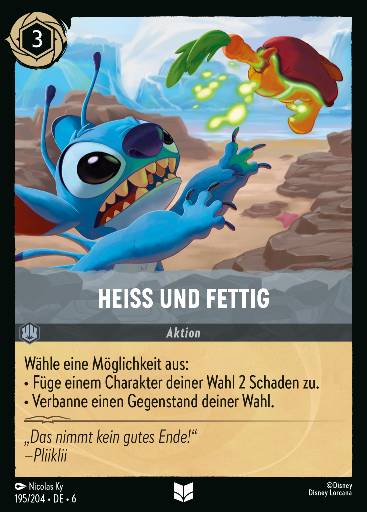 3
HEISS UND FETTIG
Aktion
Wähle eine Möglichkeit aus:
• Füge einem Charakter deiner Wahl 2 Schaden zu.
• Verbanne einen Gegenstand deiner Wahl.
„Das nimmt kein gutes Ende!“
–Pliiklii
Nicolas Ky
©Disney
195/204 • DE • 6
Disney Lorcana